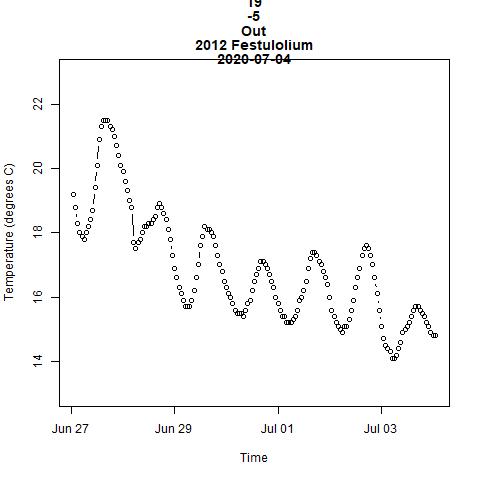 19
-5
Out
2012 Festulolium
2020-07-04
Temperature (degrees C)
22
20
18
16
14
Jun 27
Jun 29
Jul 01
Jul 03
Time